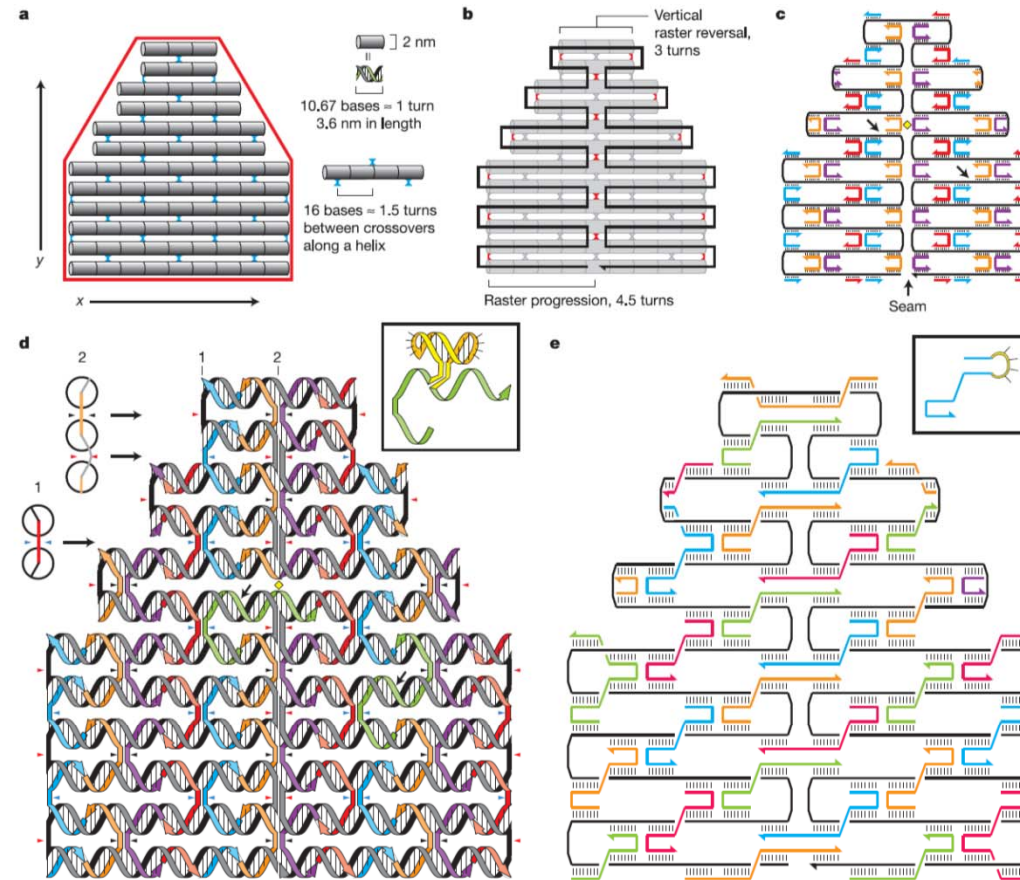 a
2 nm
10.67 bases ≈ 1 turn
3.6 nm in length
16 bases ≈ 1.5 turns
between crossovers
along a helix
y
x
b
Vertical
raster reversal,
3 turns
Raster progression, 4.5 turns
c
Seam
d
2
1
1
2
e